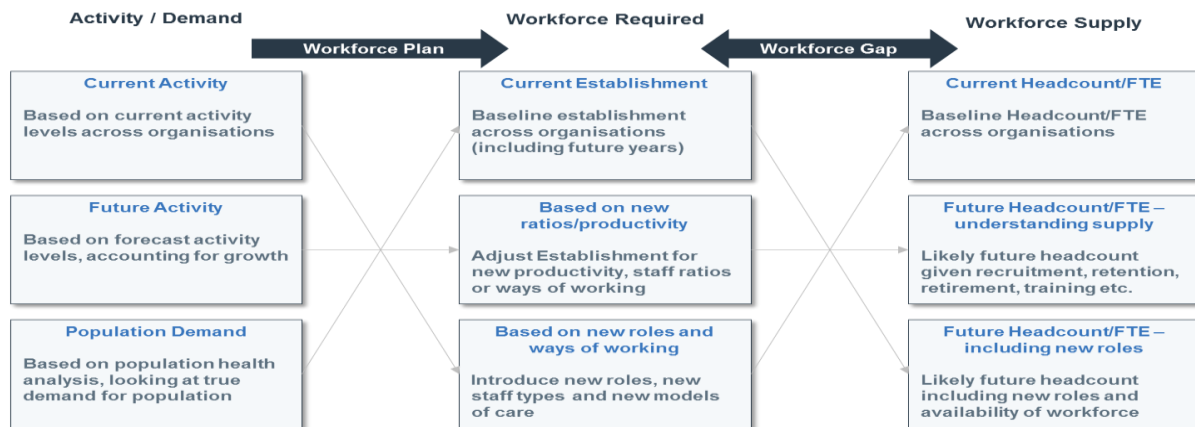 Activity / Demand
Workforce Required
Workforce Supply
Workforce Plan
Workforce Gap
Current Activity
Based on current activity
levels across organisations
Future Activity
Based on forecast activity
levels, accounting for growth
Population Demand
Based on population health
analysis, looking at true
demand for population
Current Establishment
Baseline establishment
across organisations
(including future years)
Based on new
ratios/productivity
Adjust Establishment for
new productivity, staff ratios
or ways of working
Based on new roles and
ways of working
Introduce new roles, new
staff types and new models
of care
Current Headcount/FTE
Baseline Headcount/FTE
across organisations
Future Headcount/FTE –
understanding supply
Likely future headcount
given recruitment, retention,
retirement, training etc.
Future Headcount/FTE –
including new roles
Likely future headcount
including new roles and
availability of workforce